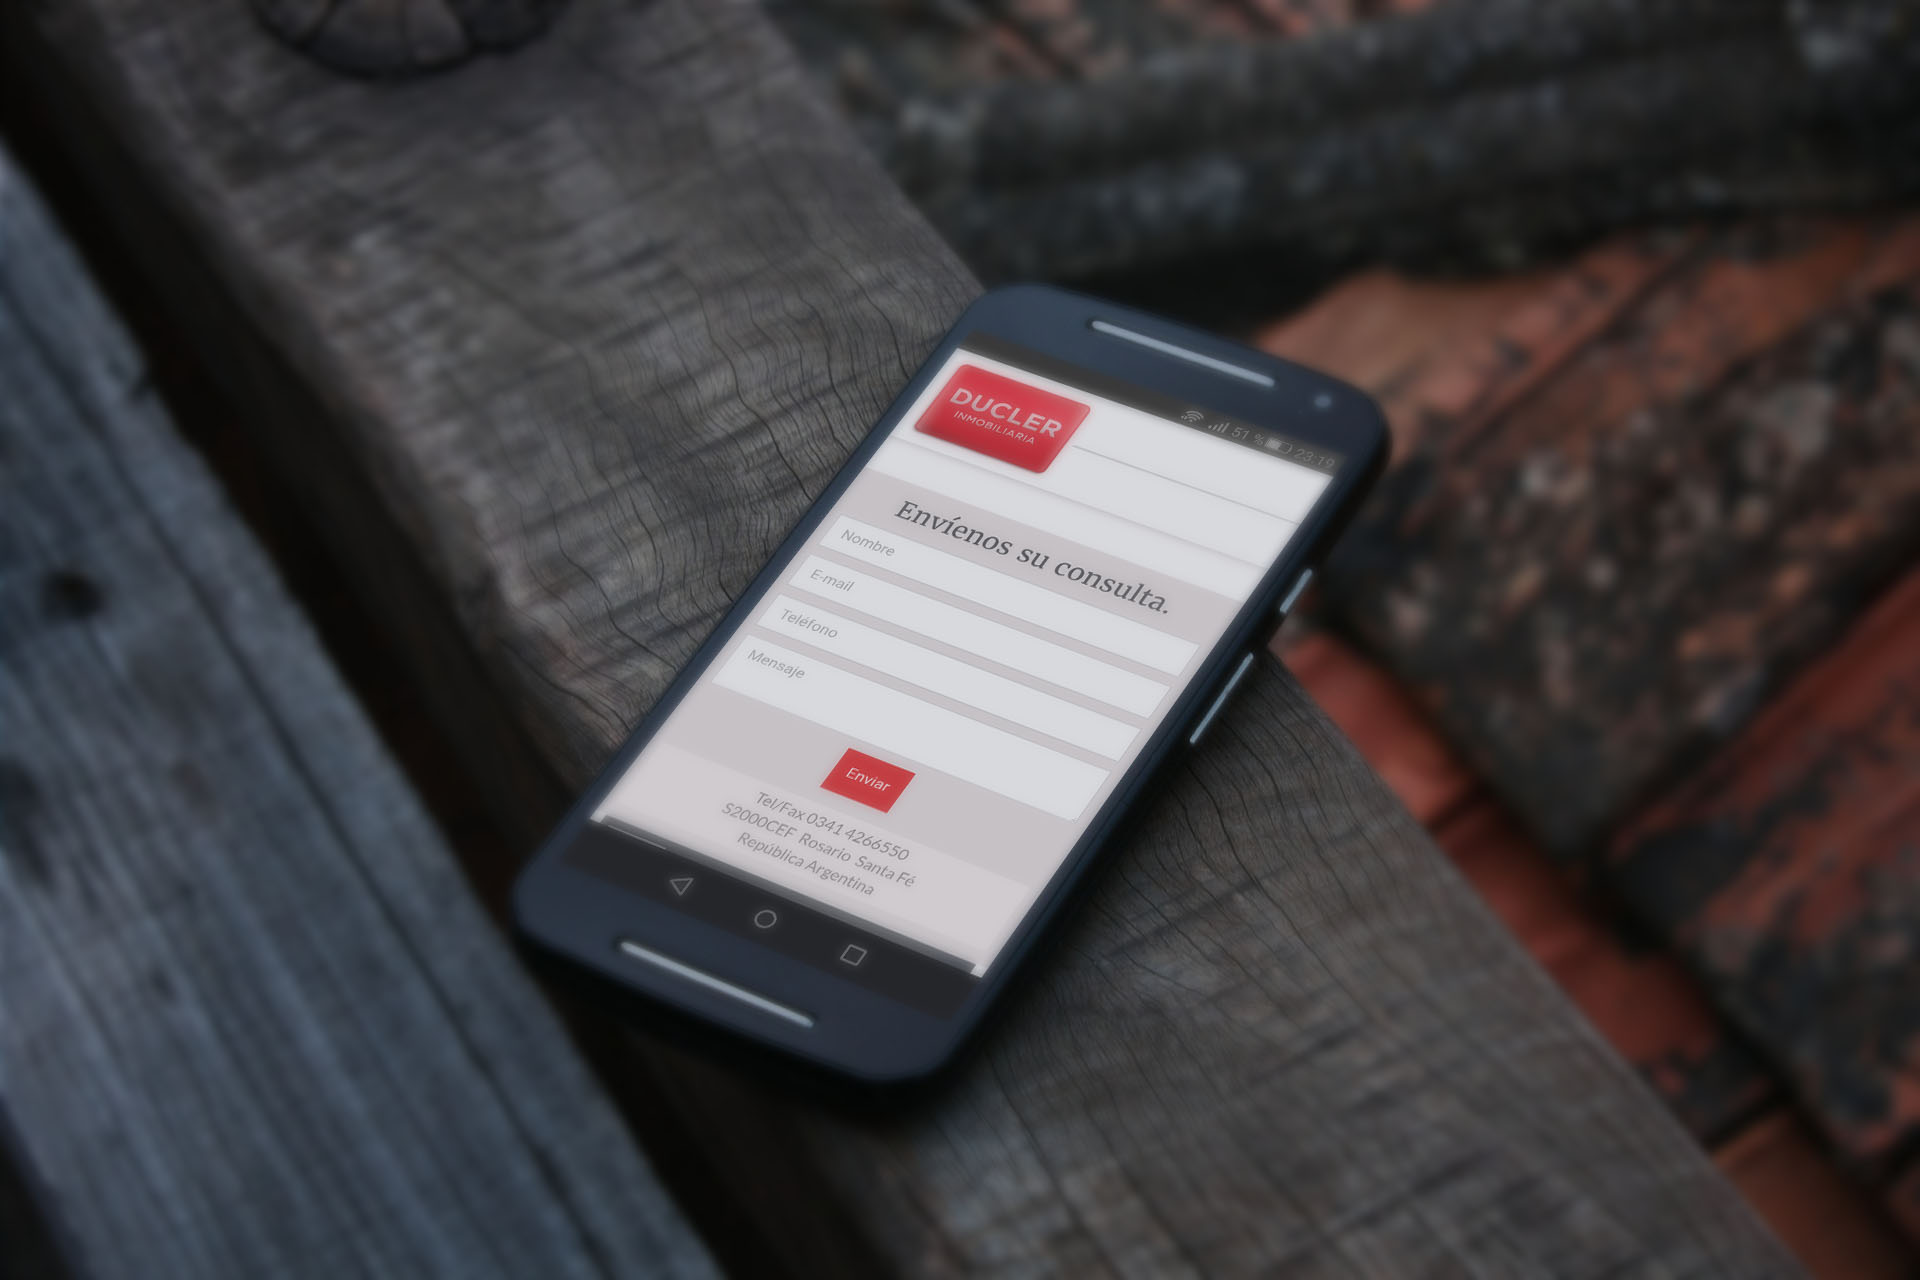 51 % 23:19
DUCLER
INMOBILIARIA
Envíenos su consulta.
Nombre
E-mail
Teléfono
Mensaje
Enviar
Tel/Fax 0341 4266550
S2000CEF Rosario Santa Fé
República Argentina